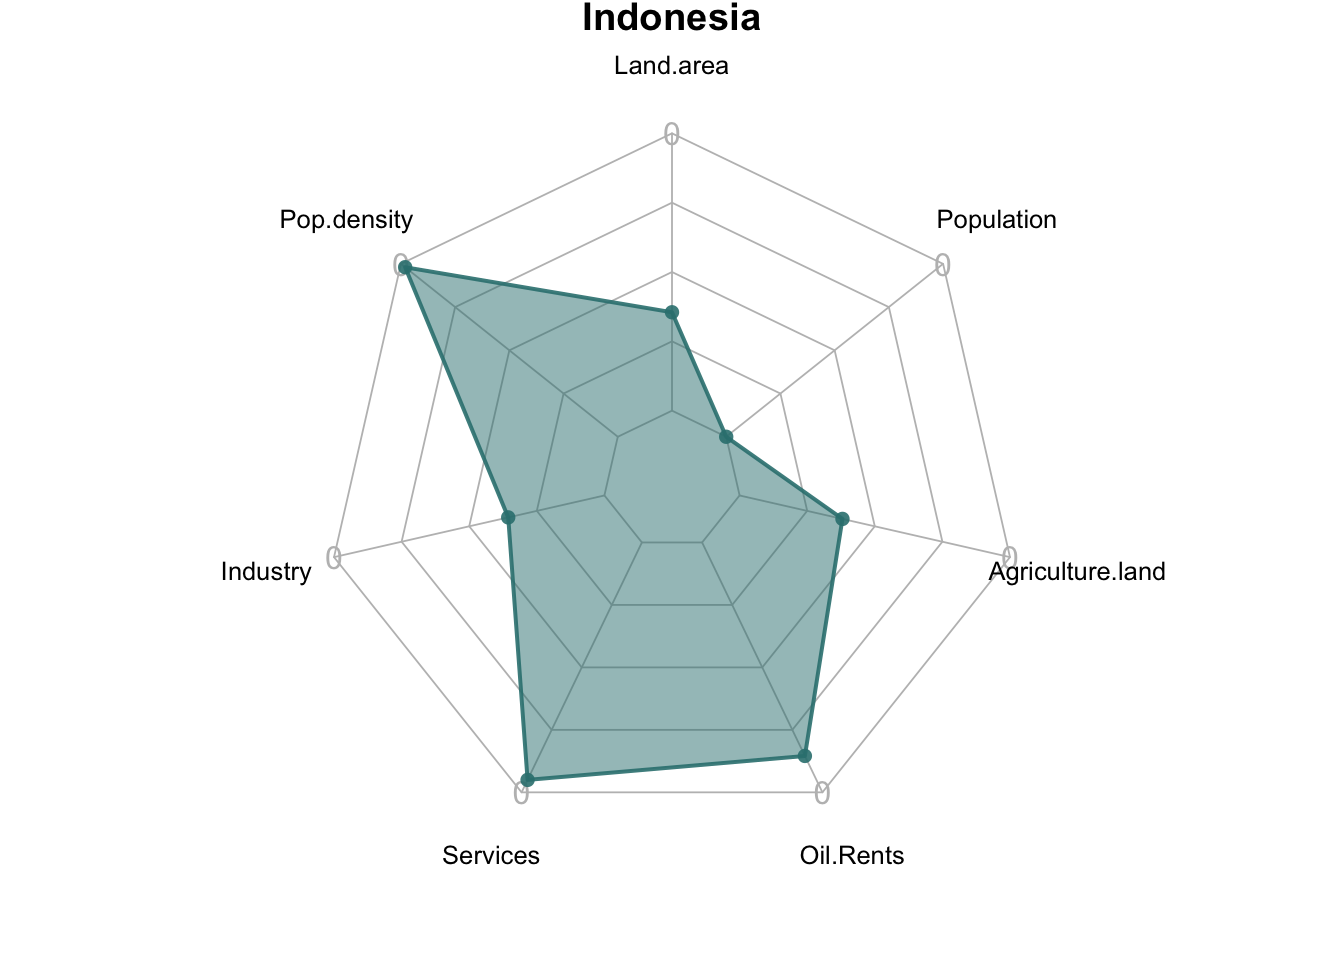 Indonesia
Land.area
0
Pop.density
Population
0
0
Industry
0
0
Agriculture.land
0
0
Services
Oil.Rents